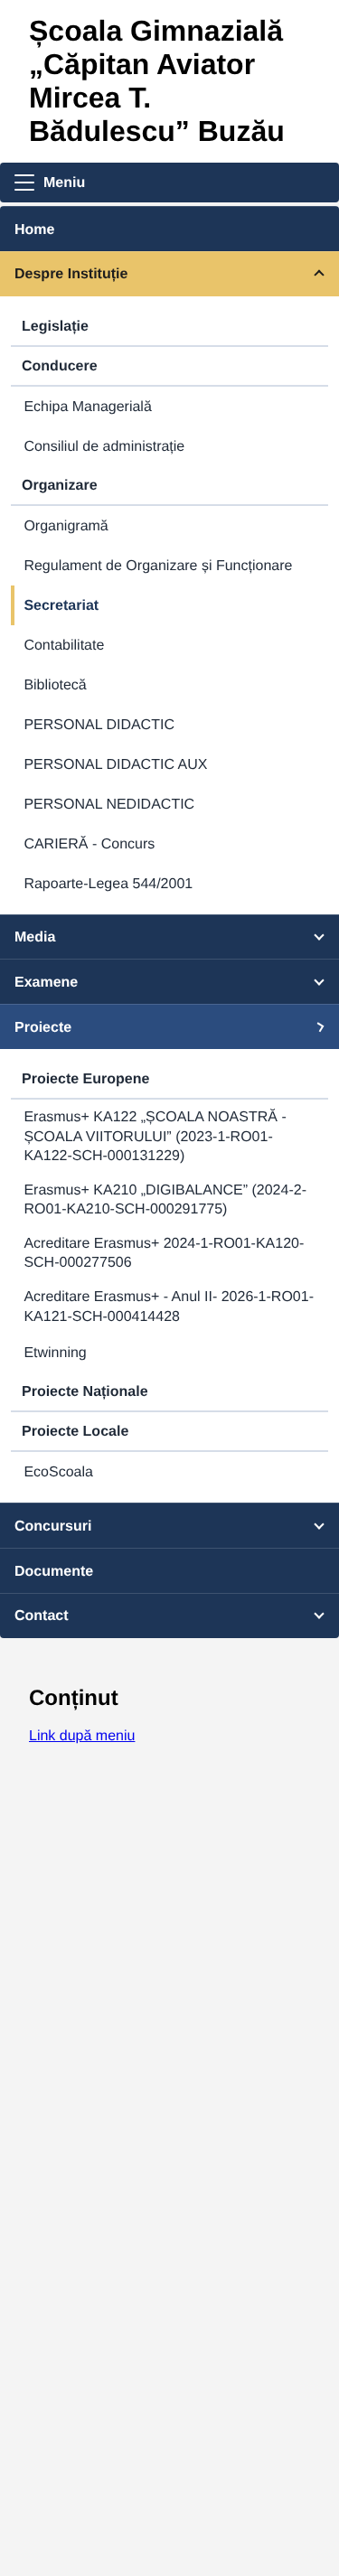 Școala Gimnazială
„Căpitan Aviator
Mircea T.
Bădulescu” Buzău
Meniu
Home
Despre Instituție
Legislație
Conducere
Echipa Managerială
Consiliul de administrație
Organizare
Organigramă
Regulament de Organizare și Funcționare
Secretariat
Contabilitate
Bibliotecă
PERSONAL DIDACTIC
PERSONAL DIDACTIC AUX
PERSONAL NEDIDACTIC
CARIERĂ - Concurs
Rapoarte-Legea 544/2001
Media
Examene
Proiecte
Proiecte Europene
Erasmus+ KA122 „ȘCOALA NOASTRĂ -
ȘCOALA VIITORULUI” (2023-1-RO01-
KA122-SCH-000131229)
Erasmus+ KA210 „DIGIBALANCE” (2024-2-
RO01-KA210-SCH-000291775)
Acreditare Erasmus+ 2024-1-RO01-KA120-
SCH-000277506
Acreditare Erasmus+ - Anul II- 2026-1-RO01-
KA121-SCH-000414428
Etwinning
Proiecte Naționale
Proiecte Locale
EcoScoala
Concursuri
Documente
Contact
Conținut
Link după meniu